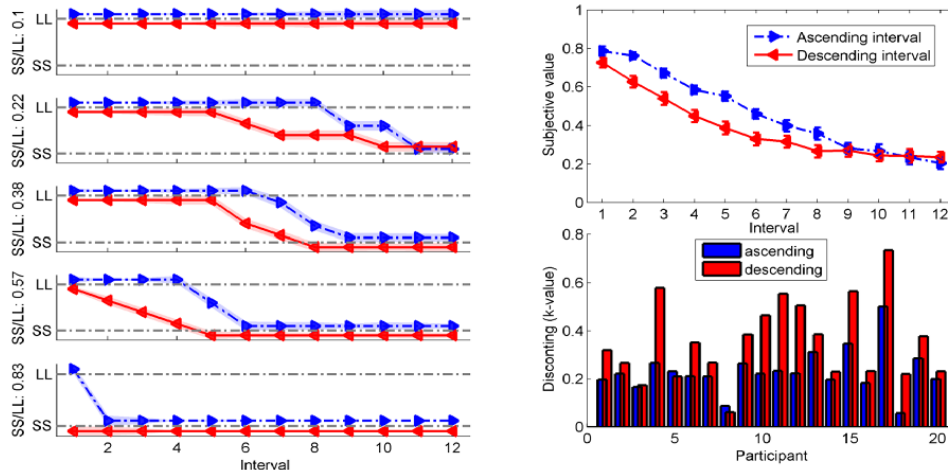 SS/LL: 0.1
LL
SS
SS/LL: 0.22
LL
SS
SS/LL: 0.38
LL
SS
SS/LL: 0.57
LL
SS
SS/LL: 0.83
LL
SS
2 4 6 8 10 12
Interval
Subjective value
1
0.8
0.6
0.4
0.2
0
Ascending interval
Descending interval
1 2 3 4 5 6 7 8 9 10 11 12
Interval
Disconting (k-value)
0.8
0.6
0.4
0.2
0
ascending
descending
0 5 10 15 20
Participant